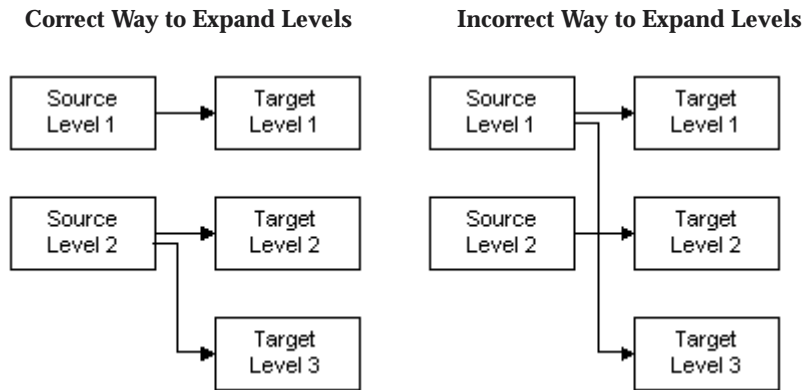 Correct Way to Expand Levels
Source
Level 1
Target
Level 1
Source
Level 2
Target
Level 2
Target
Level 3
Incorrect Way to Expand Levels
Source
Level 1
Target
Level 1
Source
Level 2
Target
Level 2
Target
Level 3